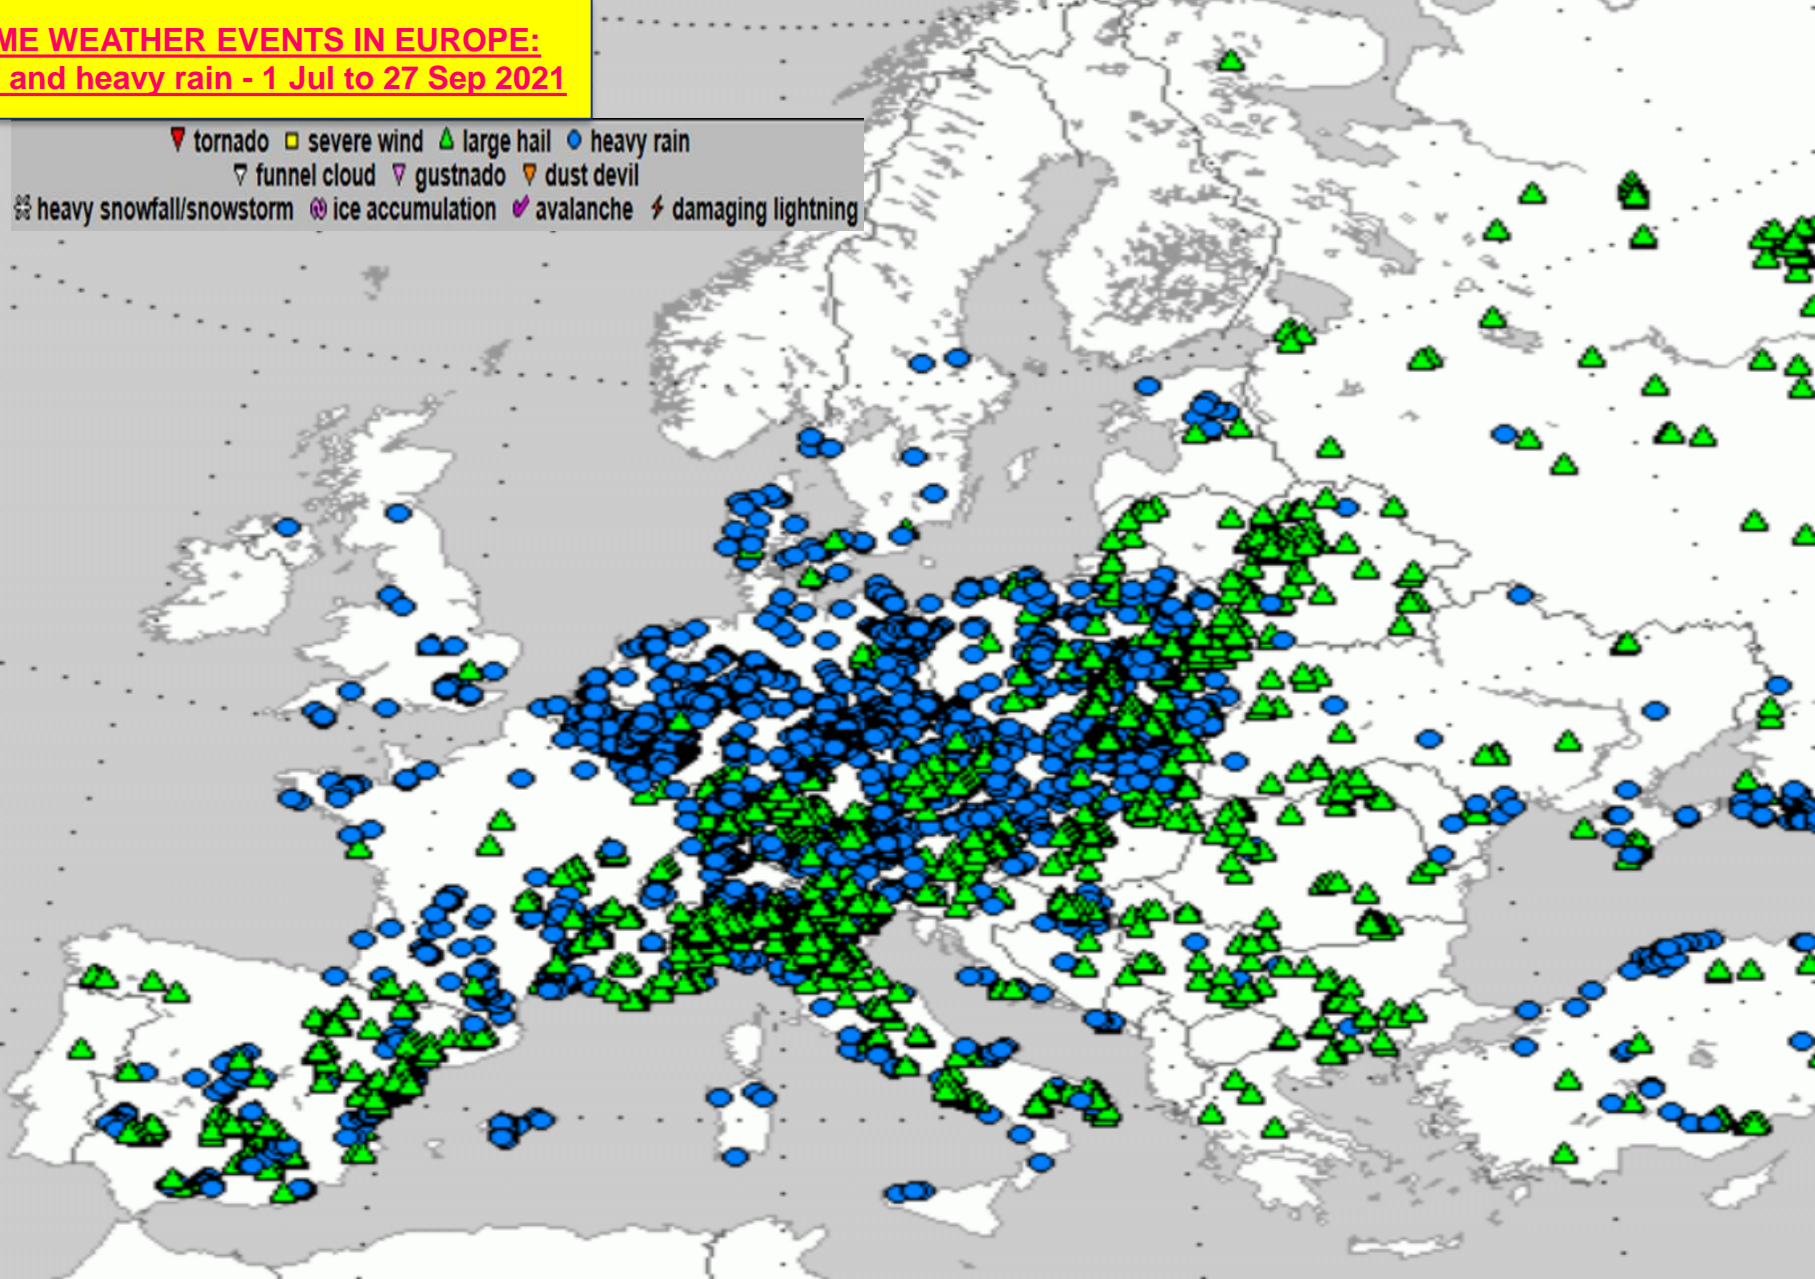 ME WEATHER EVENTS IN EUROPE:
and heavy rain - 1 Jul to 27 Sep 2021
tornado severe wind large hail heavy rain
funnel cloud gustnado dust devil
heavy snowfall/snowstorm ice accumulation avalanche damaging lightning